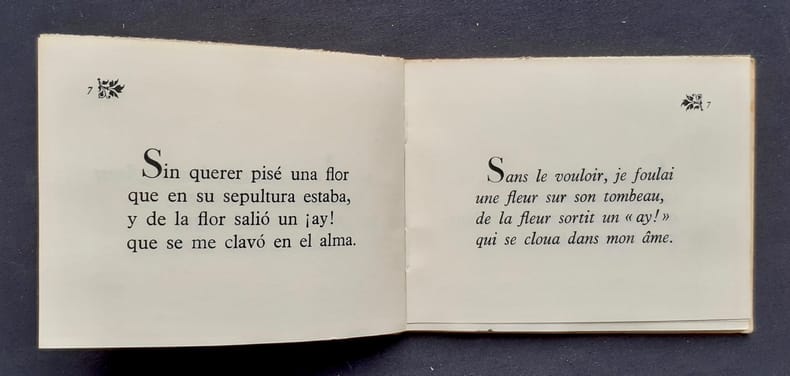 7
Sin querer pisé una flor
que en su sepultura estaba,
y de la flor salió un ¡ay!
que se me clavó en el alma.
7
Sans le vouloir, je foulai
une fleur sur son tombeau,
de la fleur sortit un « ay! »
qui se cloua dans mon âme.